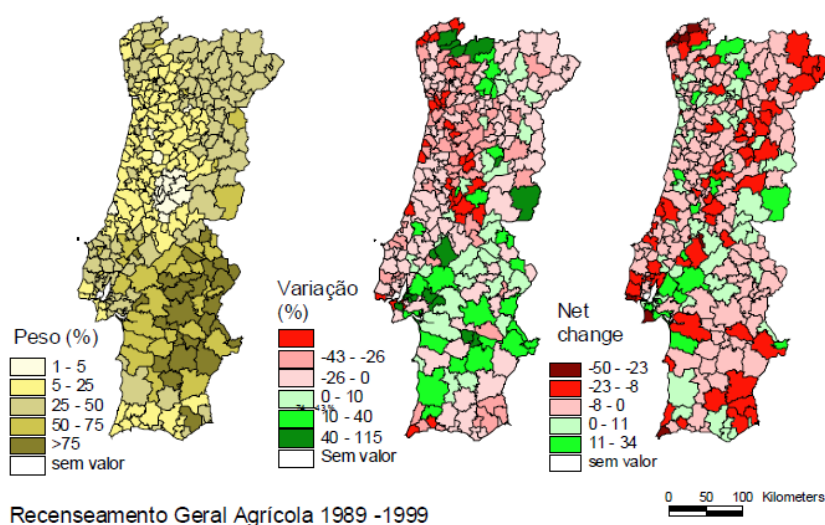 Peso (%)
1 - 5
5 - 25
25 - 50
50 - 75
>75
sem valor
Variação
(%)
-43 - -26
-26 - 0
0 - 10
10 - 40
40 - 115
Sem valor
Net
change
-50 - -23
-23 - -8
-8 - 0
0 - 11
11 - 34
sem valor
0 50 100 Kilometers
Recenseamento Geral Agrícola 1989 -1999